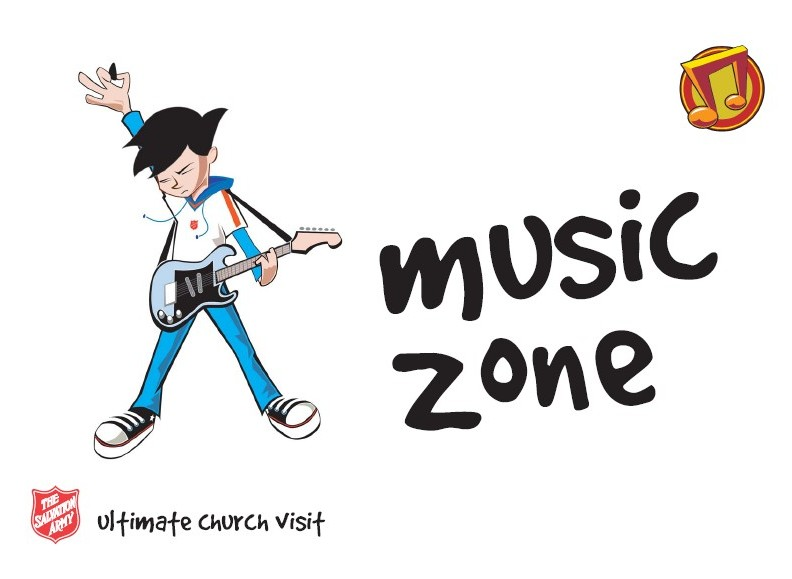 music
zone
THE
SALVATION
ARMY
ultimate church visit